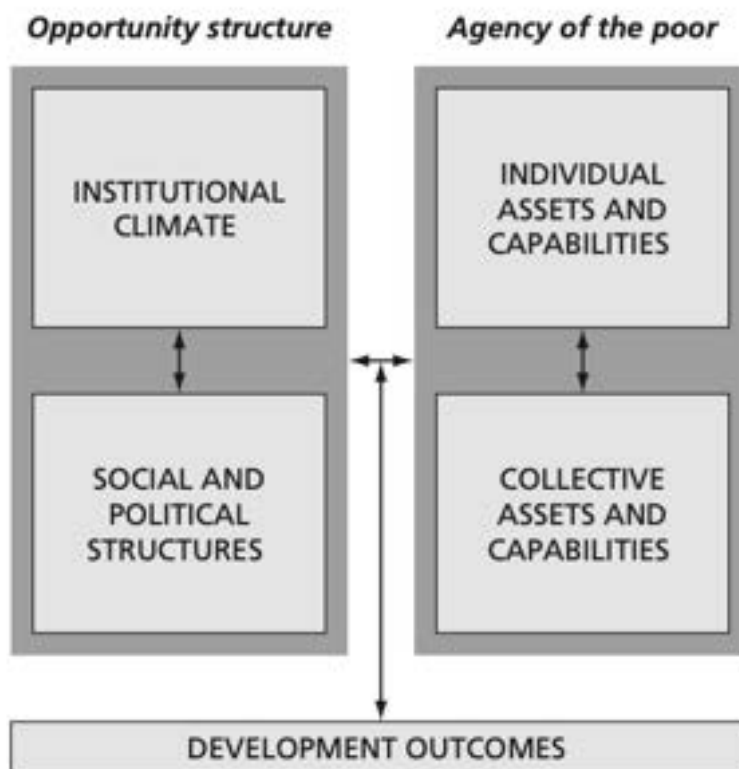 Opportunity structure
Agency of the poor
INSTITUTIONAL
CLIMATE
INDIVIDUAL
ASSETS AND
CAPABILITIES
SOCIAL AND
POLITICAL
STRUCTURES
COLLECTIVE
ASSETS AND
CAPABILITIES
DEVELOPMENT OUTCOMES